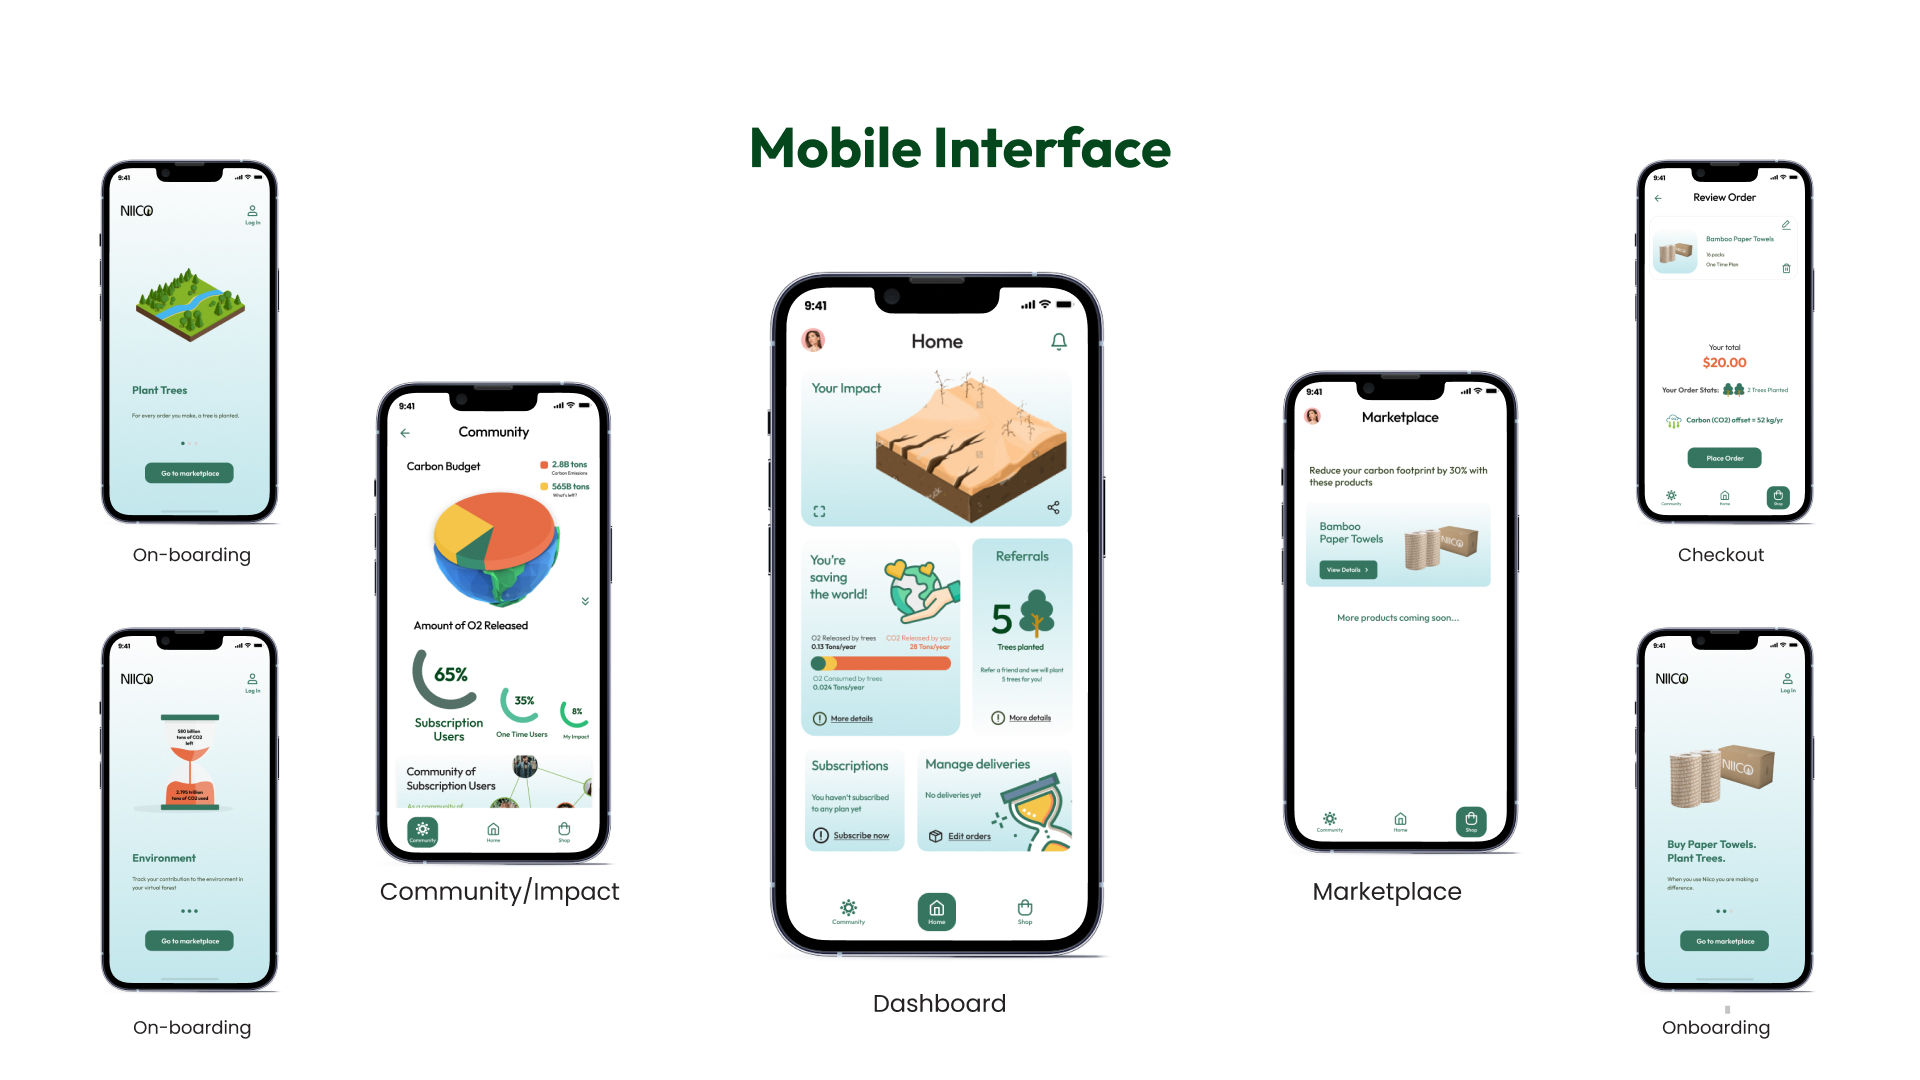 Mobile Interface
9:41
NIICO
Log In
Plant Trees
For every order you make, a tree is planted.
Go to marketplace
On-boarding
9:41
NIICO
Log In
580 billion
tons of CO2
left
2.795 trillion
tons of CO2 used
Environment
Track your contribution to the environment in
your virtual forest
Go to marketplace
On-boarding
9:41
Community
Carbon Budget
2.8B tons
Carbon Emissions
565B tons
What's left?
Amount of O2 Released
65%
Subscription
Users
35%
One Time Users
8%
My Impact
Community of
Subscription Users
As a community of
Community
Home
Shop
Community/Impact
9:41
Home
Your Impact
You're
saving
the world!
O2 Released by trees
0.13 Tons/year
CO2 Released by you
28 Tons/year
O2 Consumed by trees
0.024 Tons/year
More details
Referrals
5
Trees planted
Refer a friend and we will plant
5 trees for you!
More details
Subscriptions
You haven't subscribed
to any plan yet
Subscribe now
Manage deliveries
No deliveries yet
Edit orders
Community
Home
Shop
Dashboard
9:41
Marketplace
Reduce your carbon footprint by 30% with
these products
Bamboo
Paper Towels
View Details
NIICO
More products coming soon...
Community
Home
Shop
Marketplace
9:41
Review Order
Bamboo Paper Towels
16 packs
One Time Plan
Your total
$20.00
Your Order Stats:
2 Trees Planted
Carbon (CO2) offset = 52 kg/yr
Place Order
Community
Home
Shop
Checkout
9:41
NIICO
Log In
NIICO
Buy Paper Towels.
Plant Trees.
When you use Niico you are making a
difference.
Go to marketplace
Onboarding